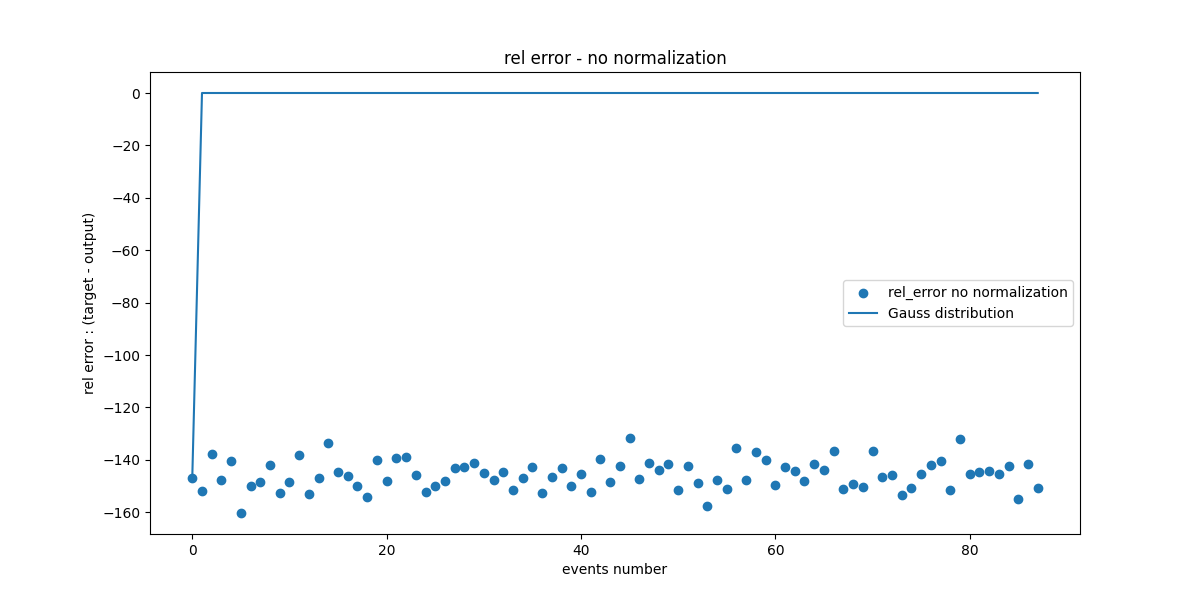 rel error - no normalization
rel error : (target - output)
0
−20
−40
−60
−80
−100
−120
−140
−160
rel_error no normalization
Gauss distribution
0
20
40
60
80
events number